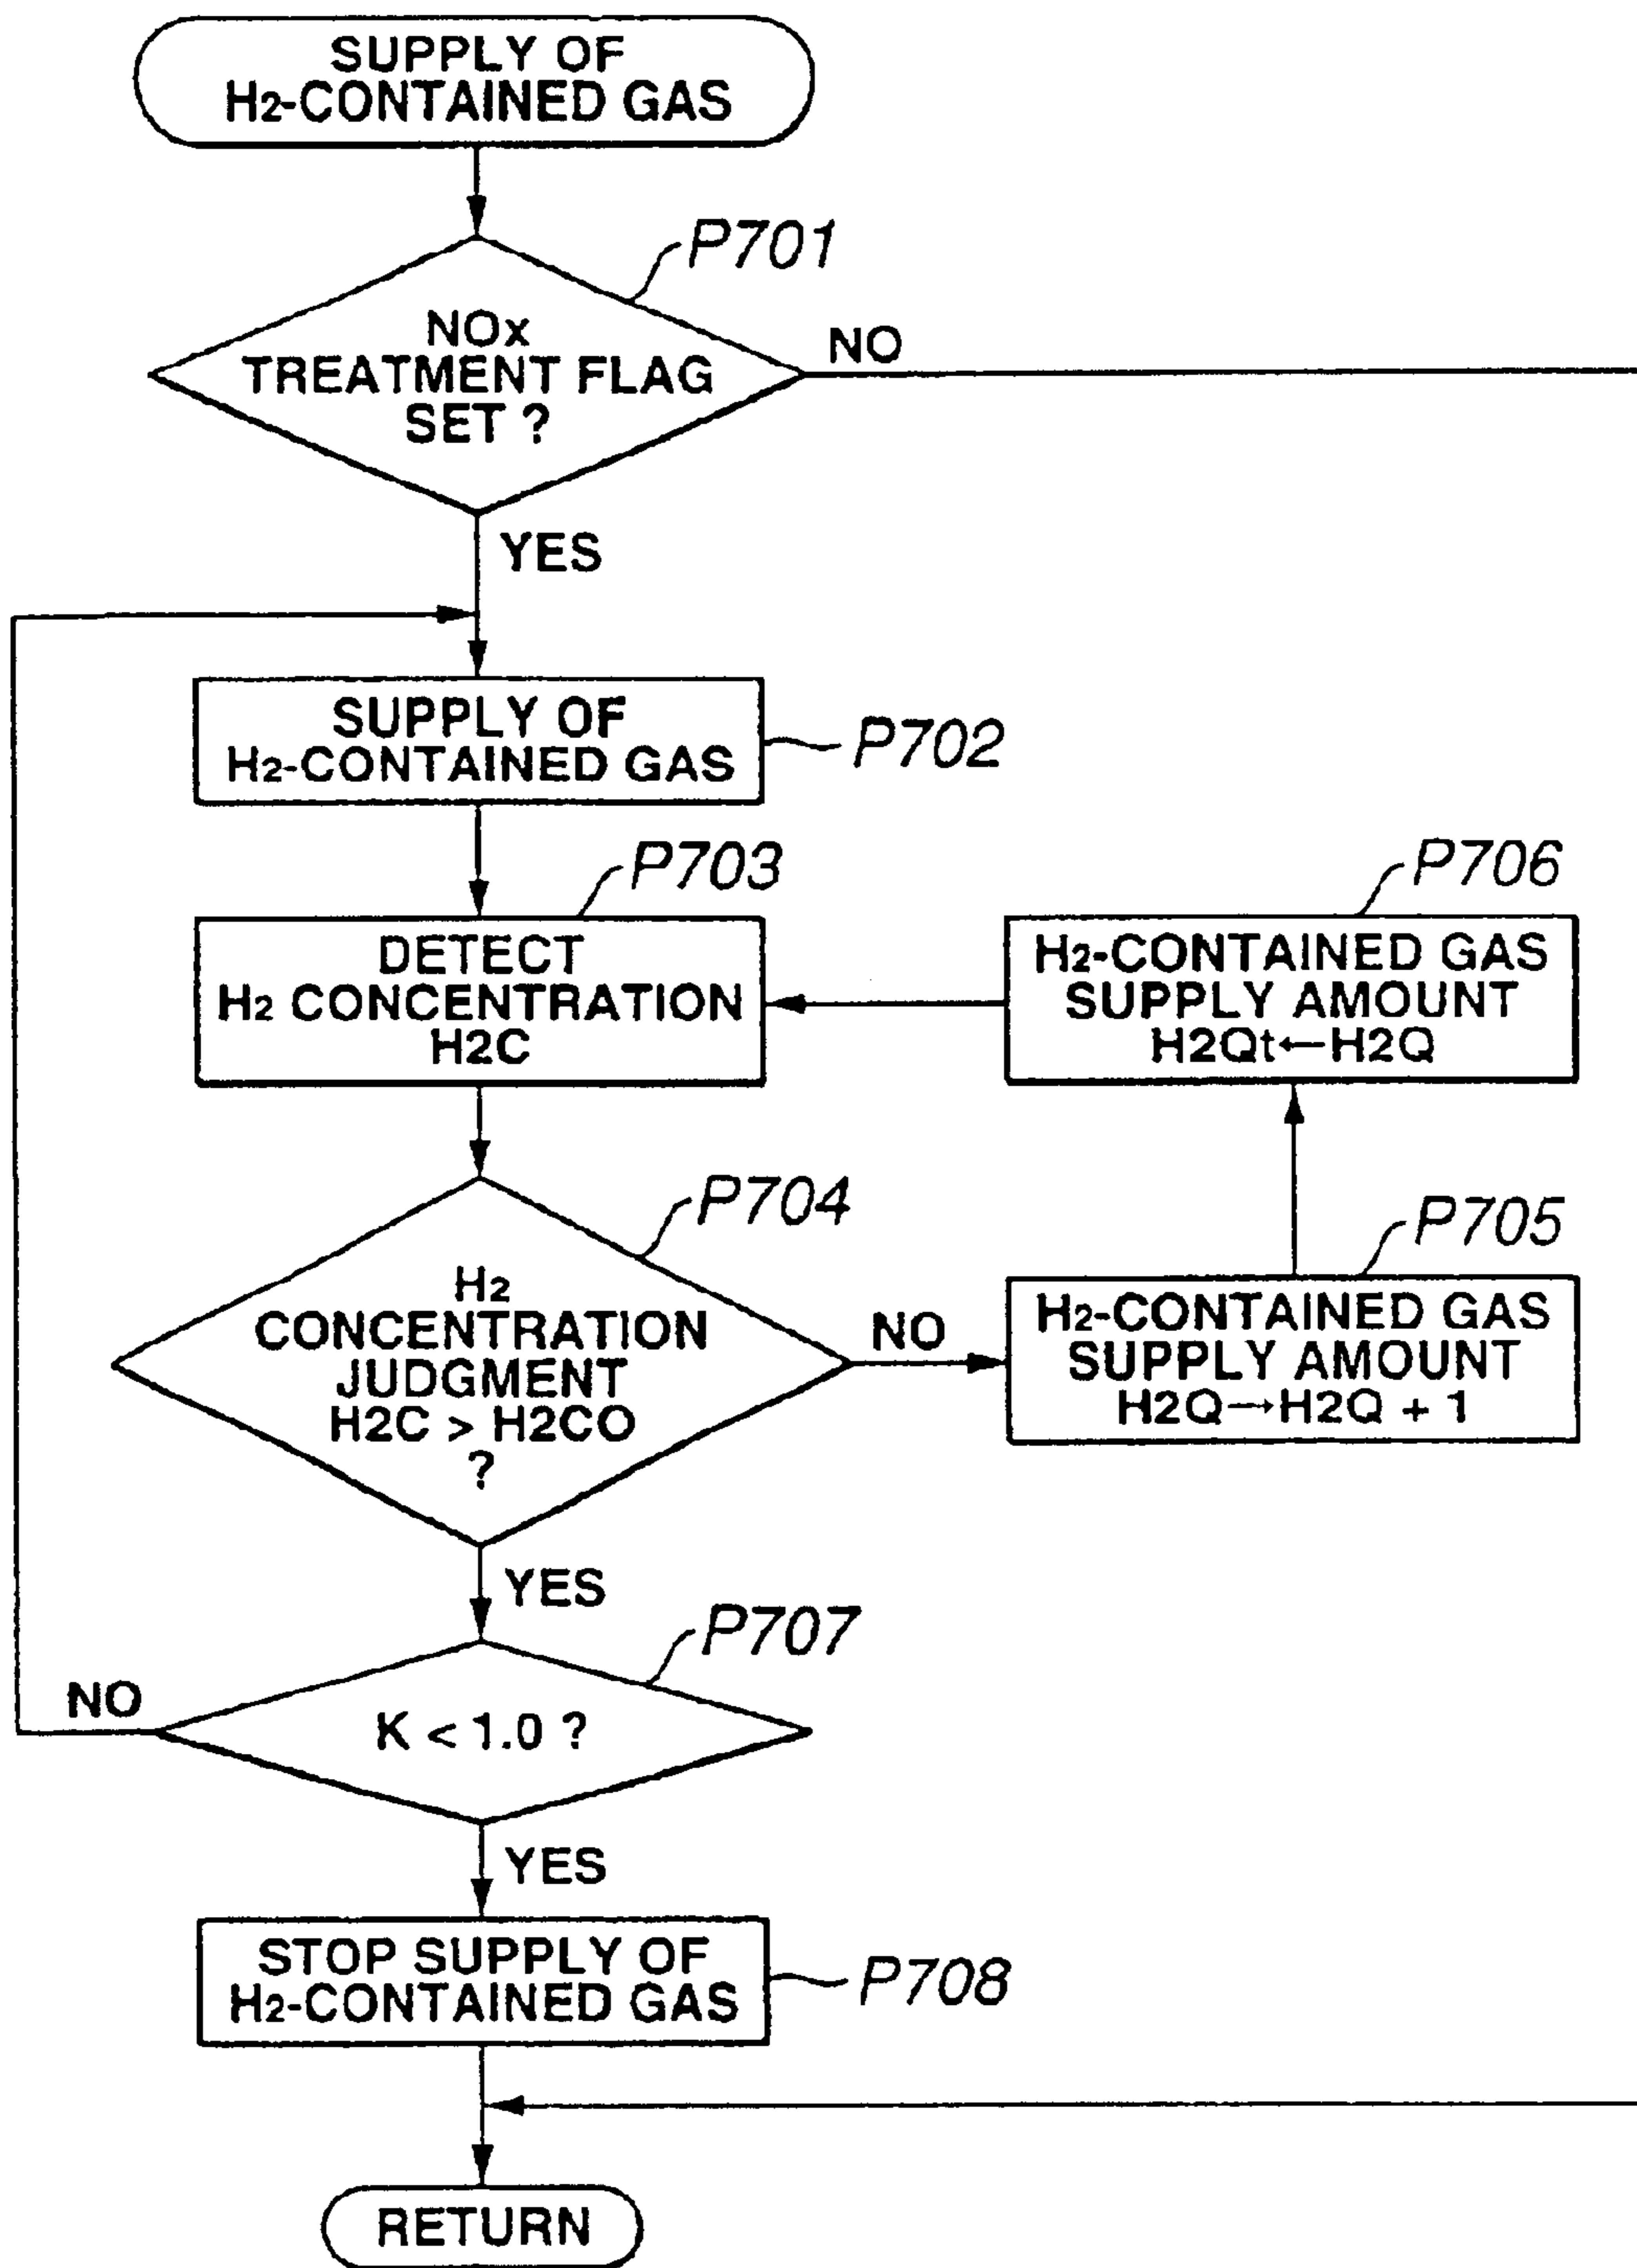 SUPPLY OF
H2-CONTAINED GAS
P701
NOx
TREATMENT FLAG
SET ?
NO
YES
SUPPLY OF
H2-CONTAINED GAS
P702
P703
DETECT
H2 CONCENTRATION
H2C
P706
H2-CONTAINED GAS
SUPPLY AMOUNT
H2Qt←H2Q
P704
H2
CONCENTRATION
JUDGMENT
H2C > H2CO
?
NO
P705
H2-CONTAINED GAS
SUPPLY AMOUNT
H2Q→H2Q + 1
YES
P707
K < 1.0 ?
NO
YES
STOP SUPPLY OF
H2-CONTAINED GAS
P708
RETURN